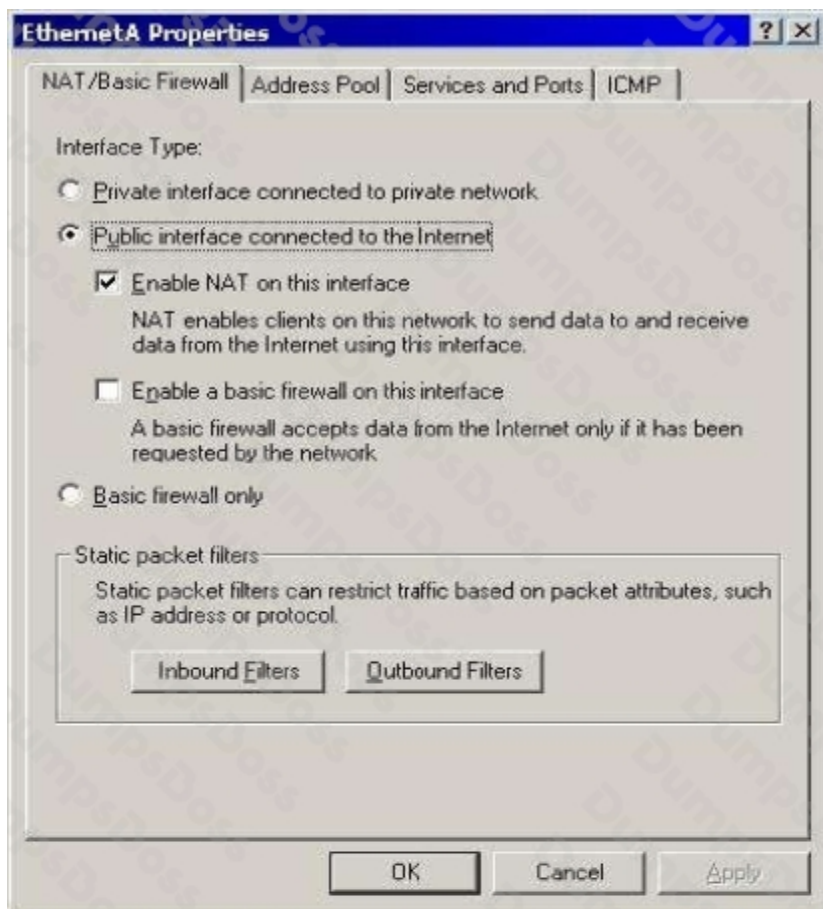 EthernetA Properties
NAT/Basic Firewall Address Pool Services and Ports ICMP
Interface Type:
Private interface connected to private network
Public interface connected to the Internet
Enable NAT on this interface
NAT enables clients on this network to send data to and receive
data from the Internet using this interface.
Enable a basic firewall on this interface
A basic firewall accepts data from the Internet only if it has been
requested by the network
Basic firewall only
Static packet filters
Static packet filters can restrict traffic based on packet attributes, such
as IP address or protocol.
Inbound Filters Outbound Filters
OK Cancel Apply
DumpsDoss